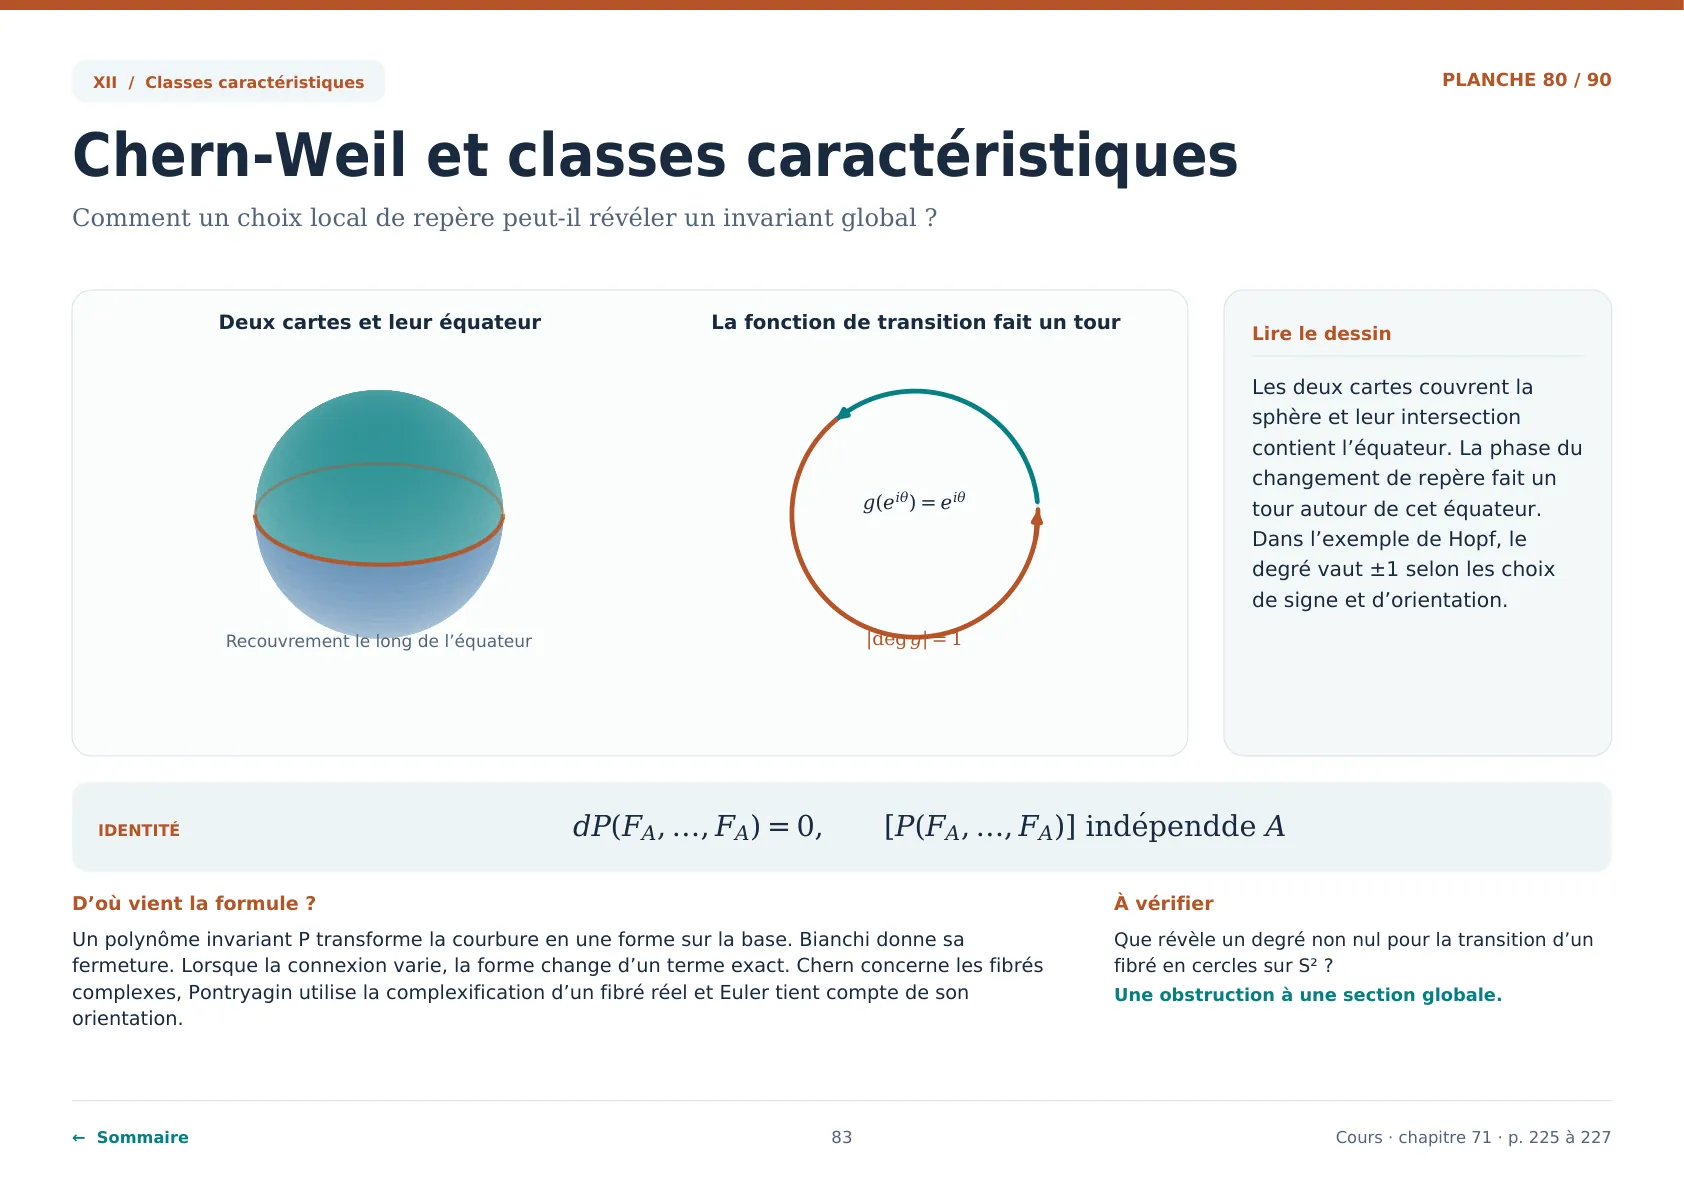 XII / Classes caractéristiques
PLANCHE 80 / 90
Chern-Weil et classes caractéristiques
Comment un choix local de repère peut-il révéler un invariant global ?
Deux cartes et leur équateur
Recouvrement le long de l’équateur
La fonction de transition fait un tour
g(e^{iθ}) = e^{iθ}
|deg g| = 1
Lire le dessin
Les deux cartes couvrent la
sphère et leur intersection
contient l’équateur. La phase du
changement de repère fait un
tour autour de cet équateur.
Dans l’exemple de Hopf, le
degré vaut ±1 selon les choix
de signe et d’orientation.
IDENTITÉ
dP(F_A, …, F_A) = 0, [P(F_A, …, F_A)] indépendde A
D’où vient la formule ?
Un polynôme invariant P transforme la courbure en une forme sur la base. Bianchi donne sa
fermeture. Lorsque la connexion varie, la forme change d’un terme exact. Chern concerne les fibrés
complexes, Pontryagin utilise la complexification d’un fibré réel et Euler tient compte de son
orientation.
À vérifier
Que révèle un degré non nul pour la transition d’un
fibré en cercles sur S² ?
Une obstruction à une section globale.
← Sommaire
83
Cours · chapitre 71 · p. 225 à 227